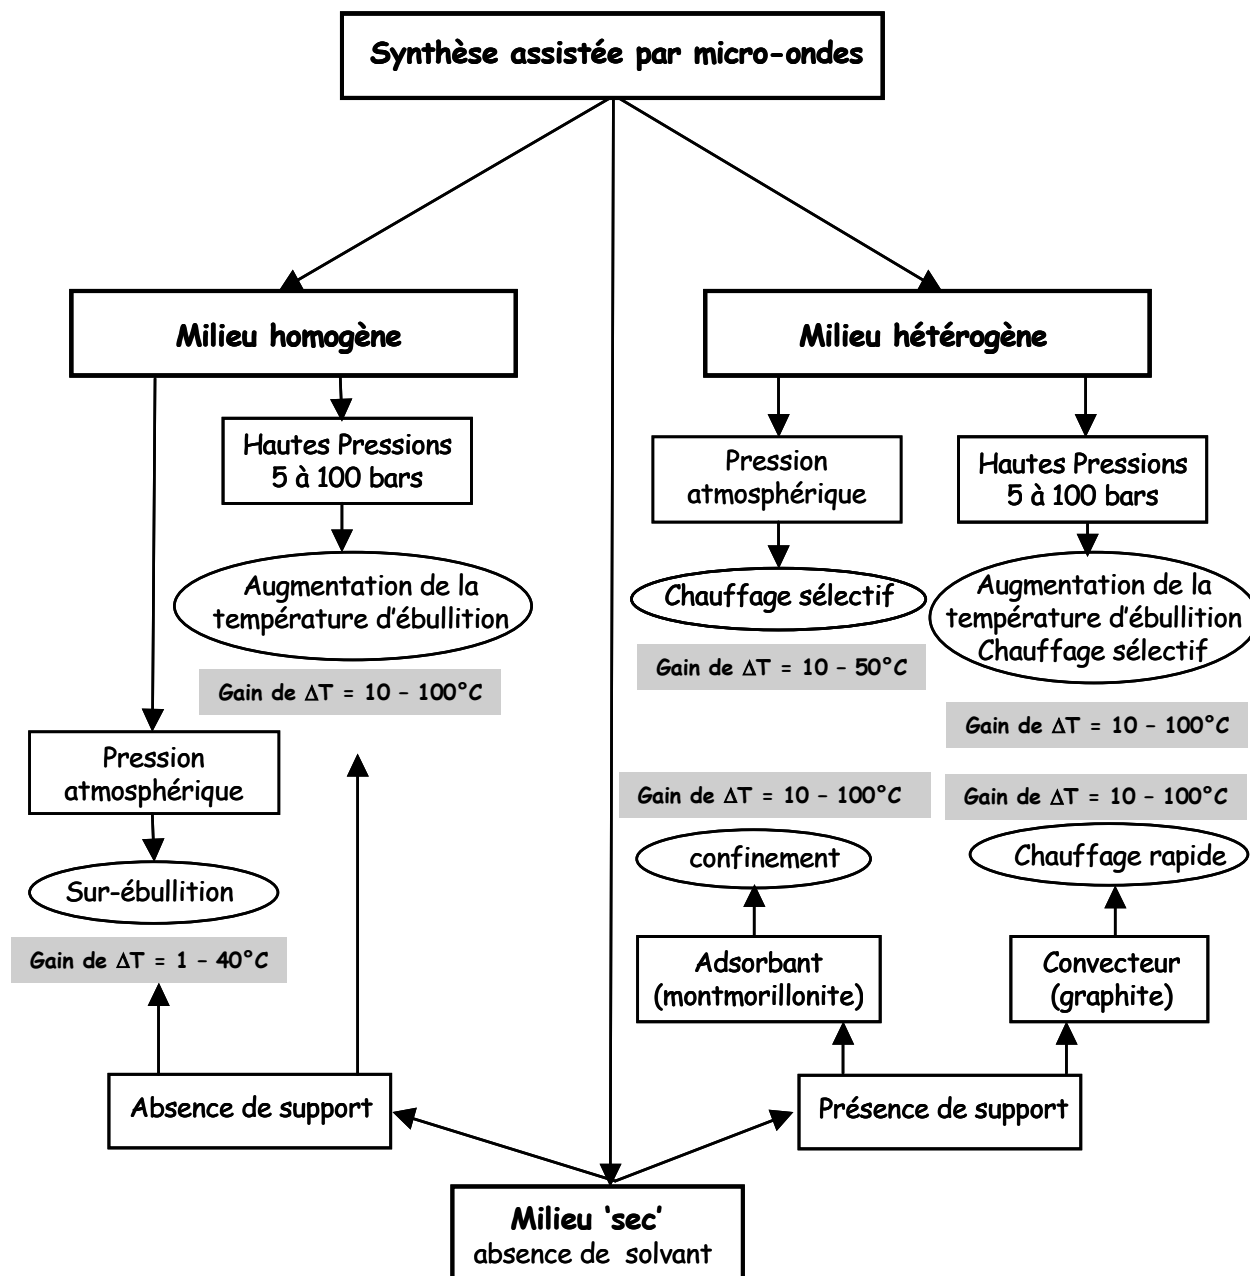 Synthèse assistée par micro-ondes
Milieu homogène
Milieu hétérogène
Hautes Pressions
5 à 100 bars
Pression
atmosphérique
Hautes Pressions
5 à 100 bars
Augmentation de la
température d'ébullition
Chauffage sélectif
Augmentation de la
température d'ébullition
Chauffage sélectif
Gain de ΔT = 10 – 100°C
Gain de ΔT = 10 – 50°C
Gain de ΔT = 10 – 100°C
Pression
atmosphérique
Gain de ΔT = 10 – 100°C
Gain de ΔT = 10 – 100°C
Sur-ébullition
confinement
Chauffage rapide
Gain de ΔT = 1 – 40°C
Adsorbant
(montmorillonite)
Convecteur
(graphite)
Absence de support
Présence de support
Milieu 'sec'
absence de solvant